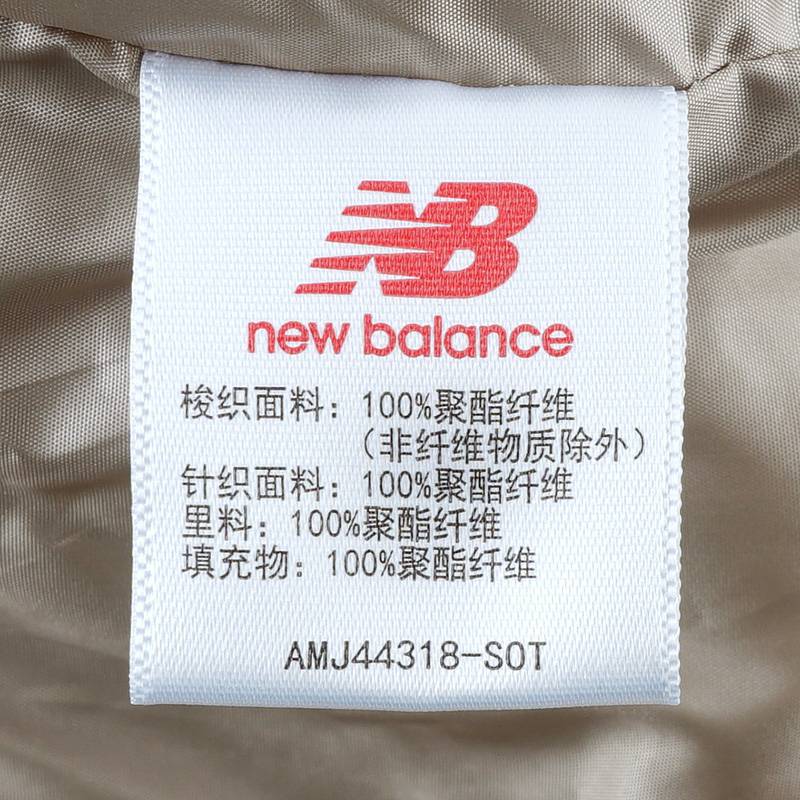 NB
new balance
梭织面料：100%聚酯纤维
（非纤维物质除外）
针织面料：100%聚酯纤维
里料：100%聚酯纤维
填充物：100%聚酯纤维
AMJ44318-SOT